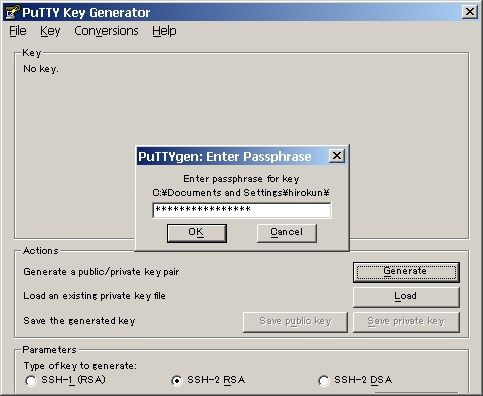 PuTTY Key Generator
File Key Conversions Help
Key
No key.
PuTTYgen: Enter Passphrase
Enter passphrase for key
C:¥Documents and Settings¥hirokun¥
****************
OK Cancel
Actions
Generate a public/private key pair Generate
Load an existing private key file Load
Save the generated key Save public key Save private key
Parameters
Type of key to generate:
SSH-1 (RSA) SSH-2 RSA SSH-2 DSA